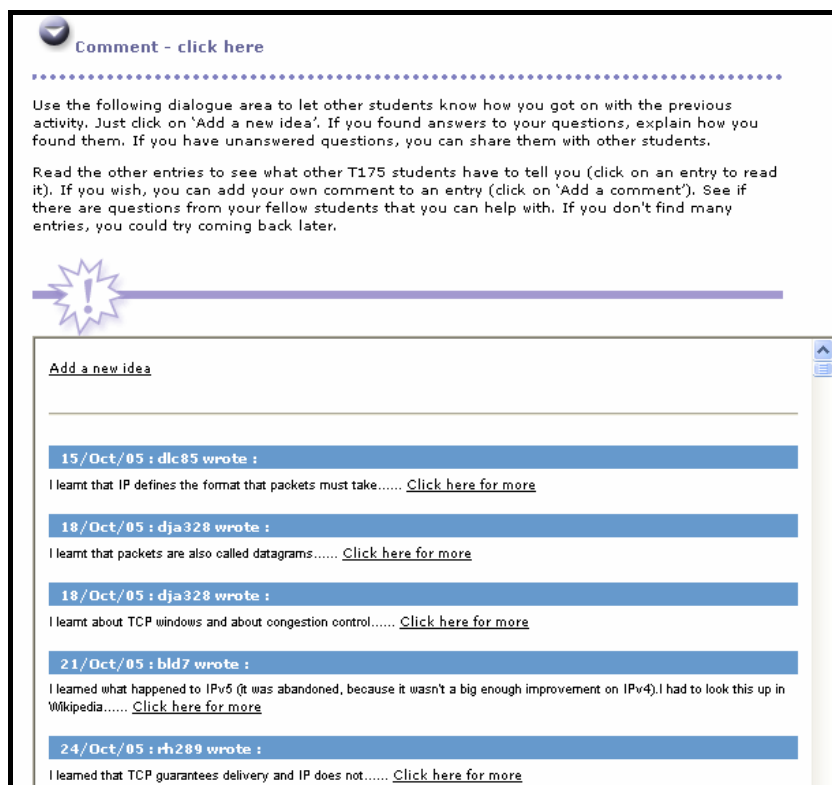 Comment - click here
Use the following dialogue area to let other students know how you got on with the previous
activity. Just click on ‘Add a new idea’. If you found answers to your questions, explain how you
found them. If you have unanswered questions, you can share them with other students.
Read the other entries to see what other T175 students have to tell you (click on an entry to read
it). If you wish, you can add your own comment to an entry (click on ‘Add a comment’). See if
there are questions from your fellow students that you can help with. If you don't find many
entries, you could try coming back later.
!
Add a new idea
15/Oct/05 : dlc85 wrote :
I learnt that IP defines the format that packets must take...... Click here for more
18/Oct/05 : dja328 wrote :
I learnt that packets are also called datagrams...... Click here for more
18/Oct/05 : dja328 wrote :
I learnt about TCP windows and about congestion control...... Click here for more
21/Oct/05 : bld7 wrote :
I learned what happened to IPv5 (it was abandoned, because it wasn't a big enough improvement on IPv4).I had to look this up in
Wikipedia...... Click here for more
24/Oct/05 : rh289 wrote :
I learned that TCP guarantees delivery and IP does not...... Click here for more